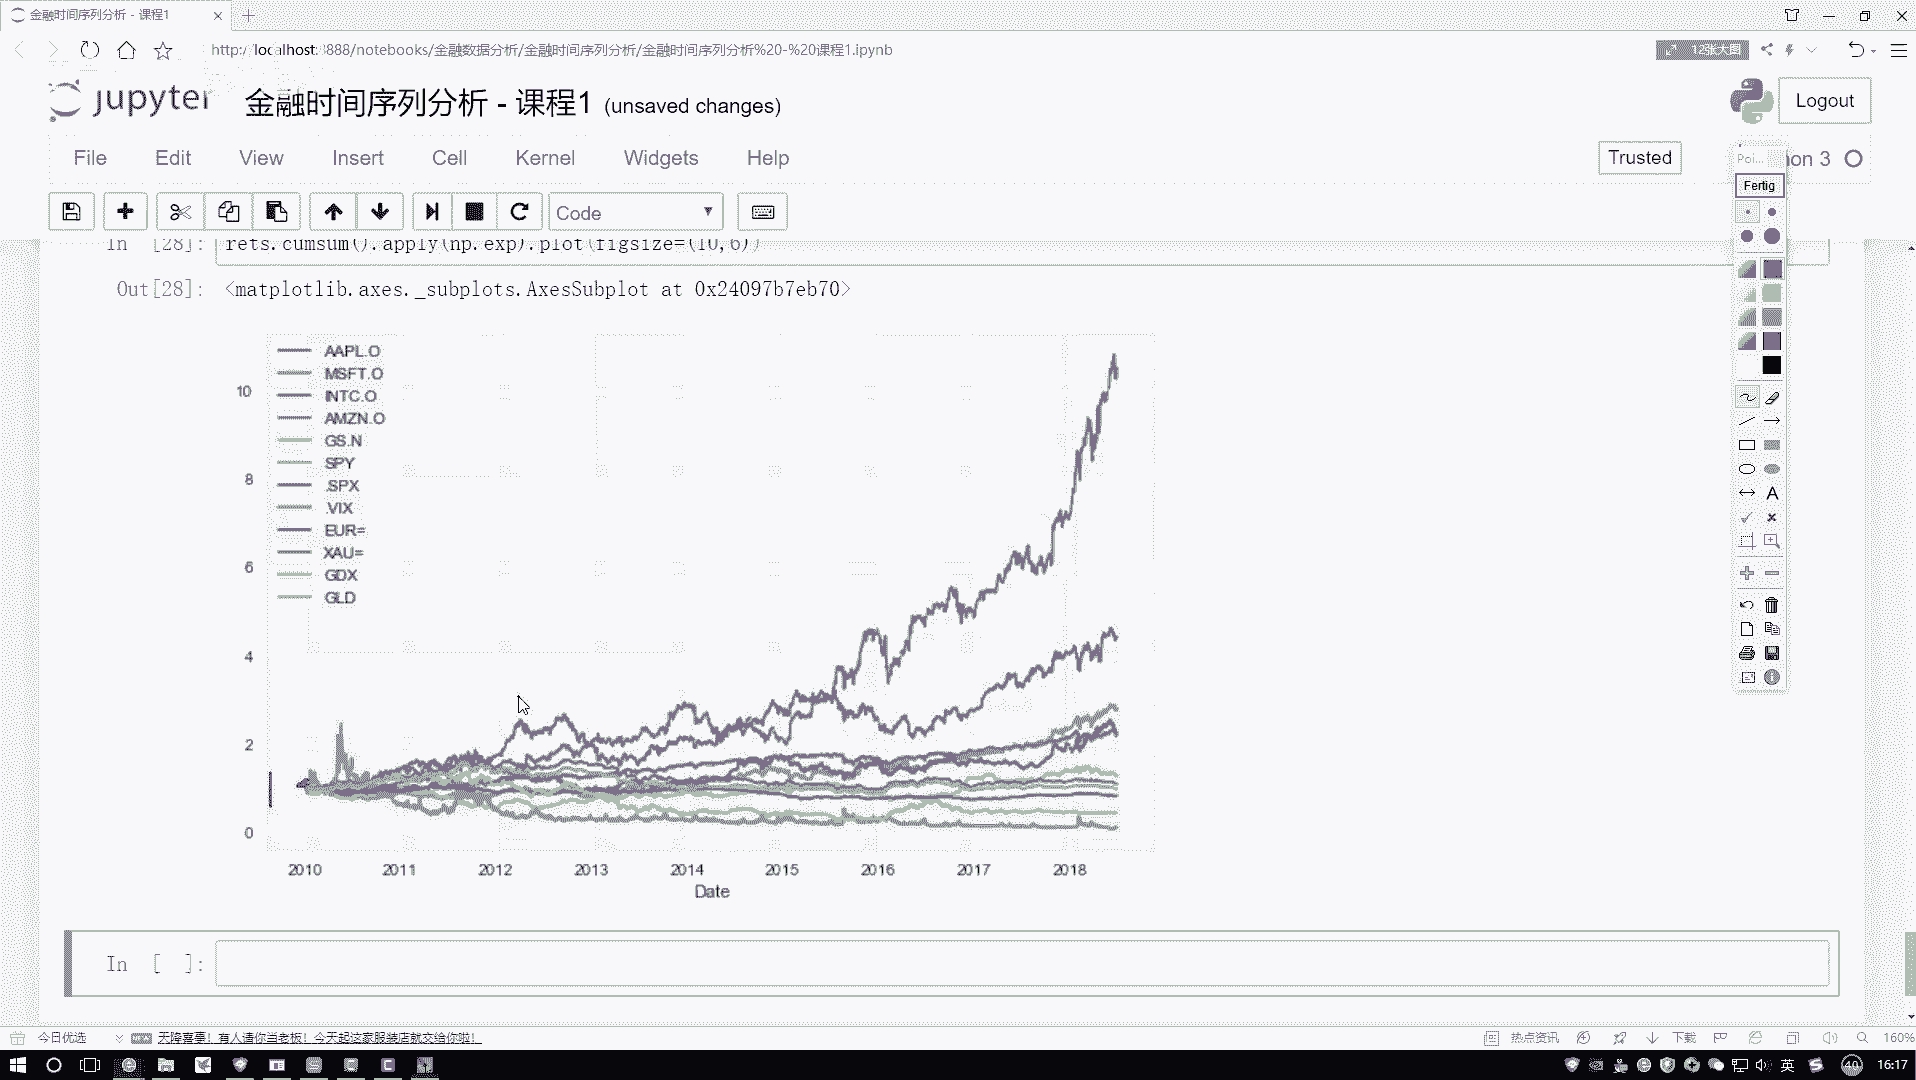 金融时间序列分析 - 课程1
http://localhost:8888/notebooks/金融数据分析/金融时间序列分析/金融时间序列分析%20-%20课程1.ipynb
12张大图
jupyter
金融时间序列分析 - 课程1 (unsaved changes)
Logout
File Edit View Insert Cell Kernel Widgets Help
Trusted
Poi...
on 3
Fertig
Code
In [28]: rets.cumsum().apply(np.exp).plot(figsize=(10,6))
Out[28]: <matplotlib.axes._subplots.AxesSubplot at 0x24097b7eb70>
AAPL.O
MSFT.O
INTC.O
AMZN.O
GS.N
SPY
.SPX
.VIX
EUR=
XAU=
GDX
GLD
10
8
6
4
2
0
2010 2011 2012 2013 2014 2015 2016 2017 2018
Date
A
In [ ]:
今日优选
天降喜事！有人请你当老板！今天起这家服装店就交给你啦！
热点资讯
下载
160%
英
40
16:17